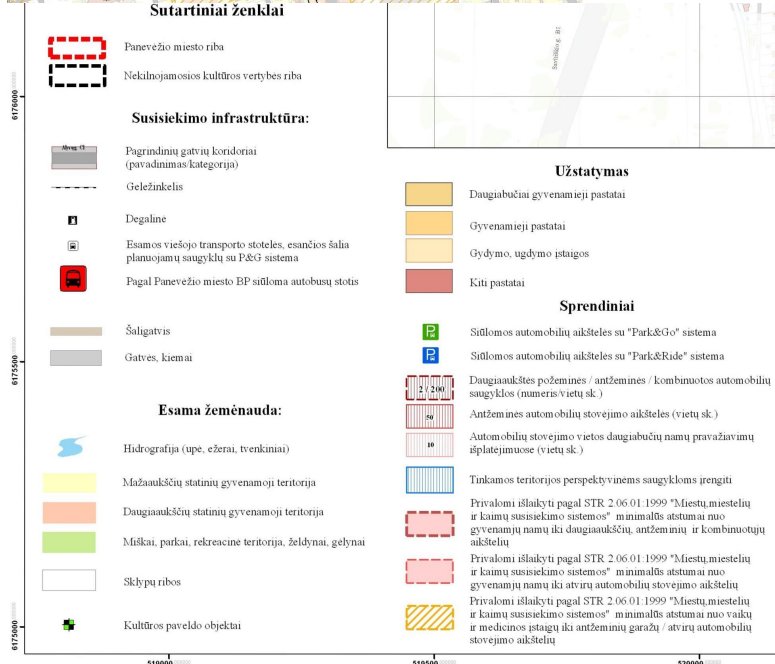 Sutartiniai ženklai
Panevėžio miesto riba
Nekilnojamosios kultūros vertybės riba
Susisiekimo infrastruktūra:
Pagrindinių gatvių koridoriai
(pavadinimas/kategorija)
Geležinkelis
Degalinė
Esamos viešojo transporto stotelės, esančios šalia
planuojamų saugyklų su P&G sistema
Pagal Panevėžio miesto BP siūloma autobusų stotis
Šaligatvis
Gatvės, kiemai
Esama žemėnauda:
Hidrografija (upė, ežerai, tvenkiniai)
Mažaaukščių statinių gyvenamoji teritorija
Daugiaaukščių statinių gyvenamoji teritorija
Miškai, parkai, rekreacinė teritorija, želdynai, gėlynai
Sklypų ribos
Kultūros paveldo objektai
Užstatymas
Daugiabučiai gyvenamieji pastatai
Gyvenamieji pastatai
Gydymo, ugdymo įstaigos
Kiti pastatai
Sprendiniai
Siūlomos automobilių aikštelės su "Park&Go" sistema
Siūlomos automobilių aikštelės su "Park&Ride" sistema
2 / 200
Daugiaaukštės požeminės / antžeminės / kombinuotos automobilių
saugyklos (numeris/vietų sk.)
50
Antžeminės automobilių stovėjimo aikštelės (vietų sk.)
10
Automobilių stovėjimo vietos daugiabučių namų pravažiavimų
išplatėjimuose (vietų sk.)
Tinkamos teritorijos perspektyvinėms saugykloms įrengti
Privalomi išlaikyti pagal STR 2.06.01:1999 "Miestų,miestelių
ir kaimų susisiekimo sistemos" minimalūs atstumai nuo
gyvenamjų namų iki daugiaaukščių, antžeminių ir kombinuotųjų
aikštelių
Privalomi išlaikyti pagal STR 2.06.01:1999 "Miestų,miestelių
ir kaimų susisiekimo sistemos" minimalūs atstumai nuo
gyvenamjų namų iki atvirų automobilių stovėjimo aikštelių
Privalomi išlaikyti pagal STR 2.06.01:1999 "Miestų,miestelių
ir kaimų susisiekimo sistemos" minimalūs atstumai nuo vaikų
ir medicinos įstaigų iki antžeminių garažų / atvirų automobilių
stovėjimo aikštelių
6176000
6175500
6175000
519000
519500
520000